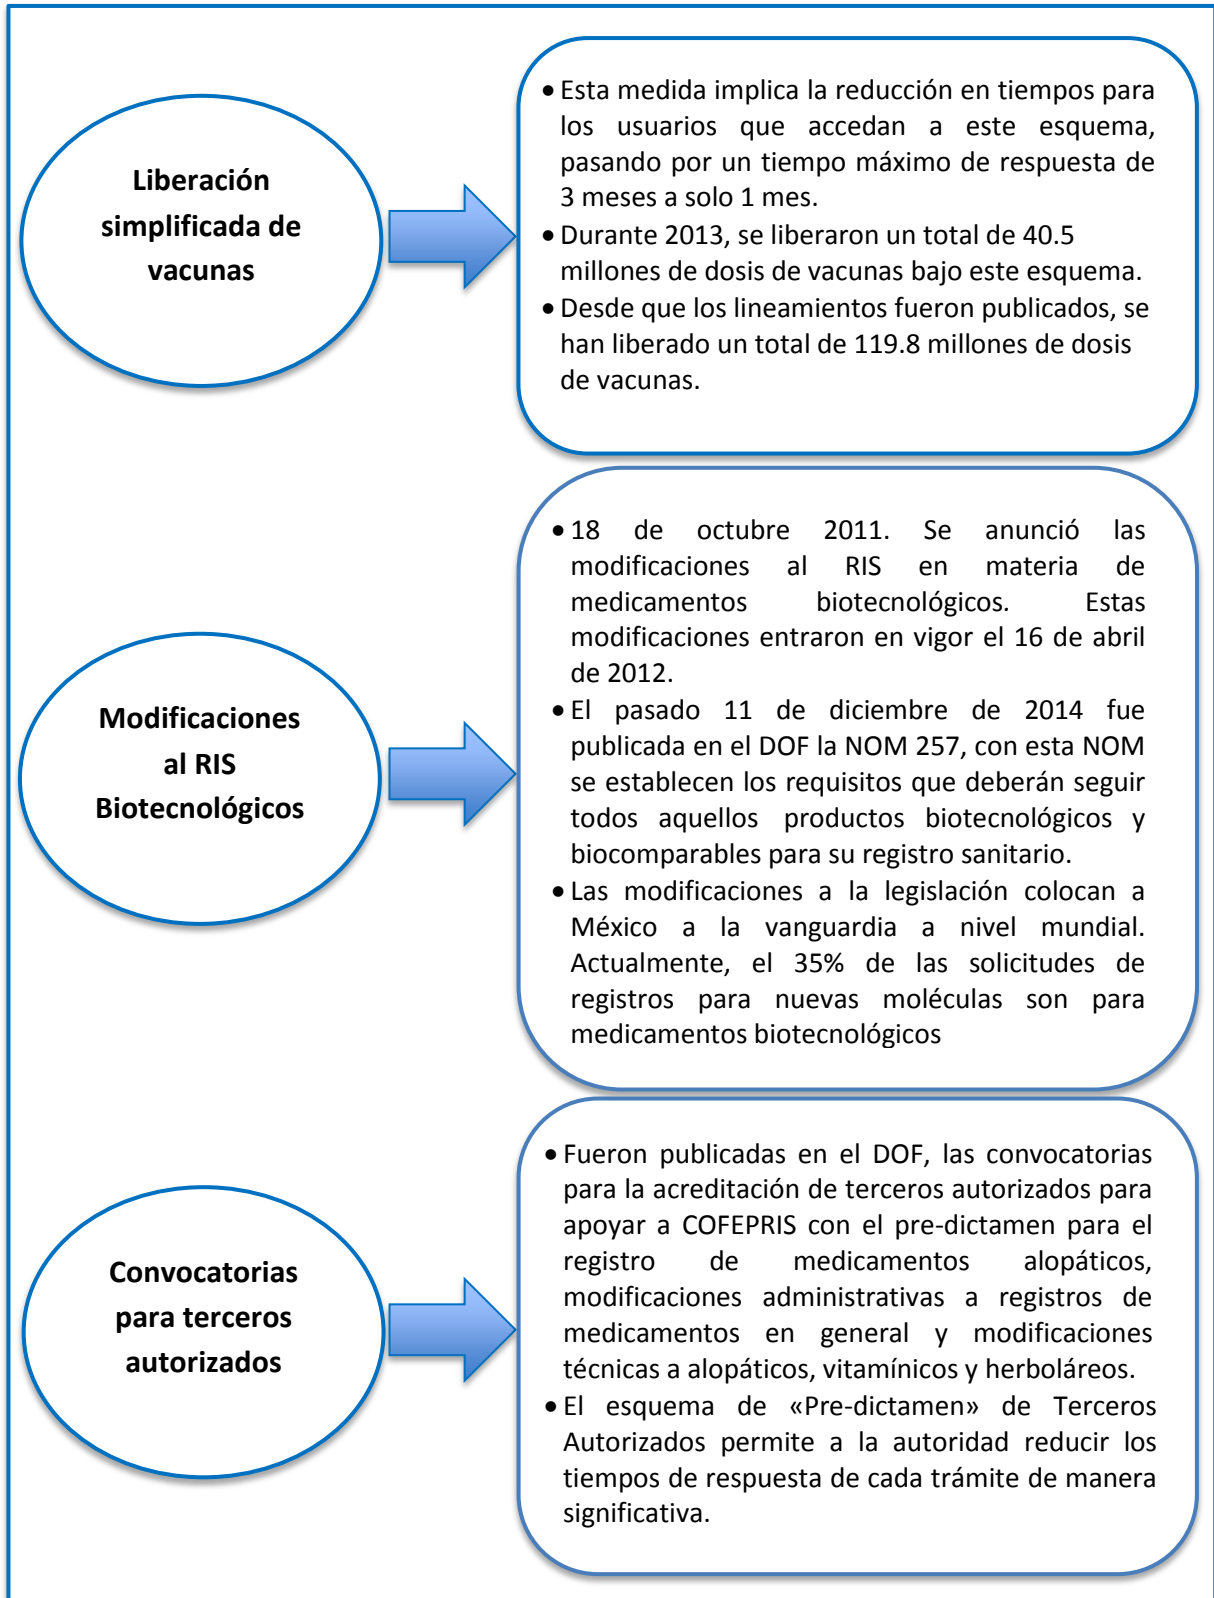 Liberación
simplificada de
vacunas
• Esta medida implica la reducción en tiempos para
los usuarios que accedan a este esquema,
pasando por un tiempo máximo de respuesta de
3 meses a solo 1 mes.
• Durante 2013, se liberaron un total de 40.5
millones de dosis de vacunas bajo este esquema.
• Desde que los lineamientos fueron publicados, se
han liberado un total de 119.8 millones de dosis
de vacunas.
Modificaciones
al RIS
Biotecnológicos
• 18 de octubre 2011. Se anunció las
modificaciones al RIS en materia de
medicamentos biotecnológicos. Estas
modificaciones entraron en vigor el 16 de abril
de 2012.
• El pasado 11 de diciembre de 2014 fue
publicada en el DOF la NOM 257, con esta NOM
se establecen los requisitos que deberán seguir
todos aquellos productos biotecnológicos y
biocomparables para su registro sanitario.
• Las modificaciones a la legislación colocan a
México a la vanguardia a nivel mundial.
Actualmente, el 35% de las solicitudes de
registros para nuevas moléculas son para
medicamentos biotecnológicos
Convocatorias
para terceros
autorizados
• Fueron publicadas en el DOF, las convocatorias
para la acreditación de terceros autorizados para
apoyar a COFEPRIS con el pre-dictamen para el
registro de medicamentos alopáticos,
modificaciones administrativas a registros de
medicamentos en general y modificaciones
técnicas a alopáticos, vitamínicos y herboláreos.
• El esquema de «Pre-dictamen» de Terceros
Autorizados permite a la autoridad reducir los
tiempos de respuesta de cada trámite de manera
significativa.